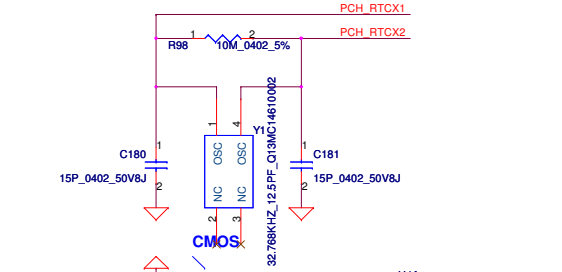 PCH_RTCX1
PCH_RTCX2
R98
1
2
10M_0402_5%
1
4
Y1
OSC
OSC
NC
NC
2
3
32.768KHZ_12.5PF_Q13MC14610002
C180
1
15P_0402_50V8J
2
C181
1
15P_0402_50V8J
2
CMOS